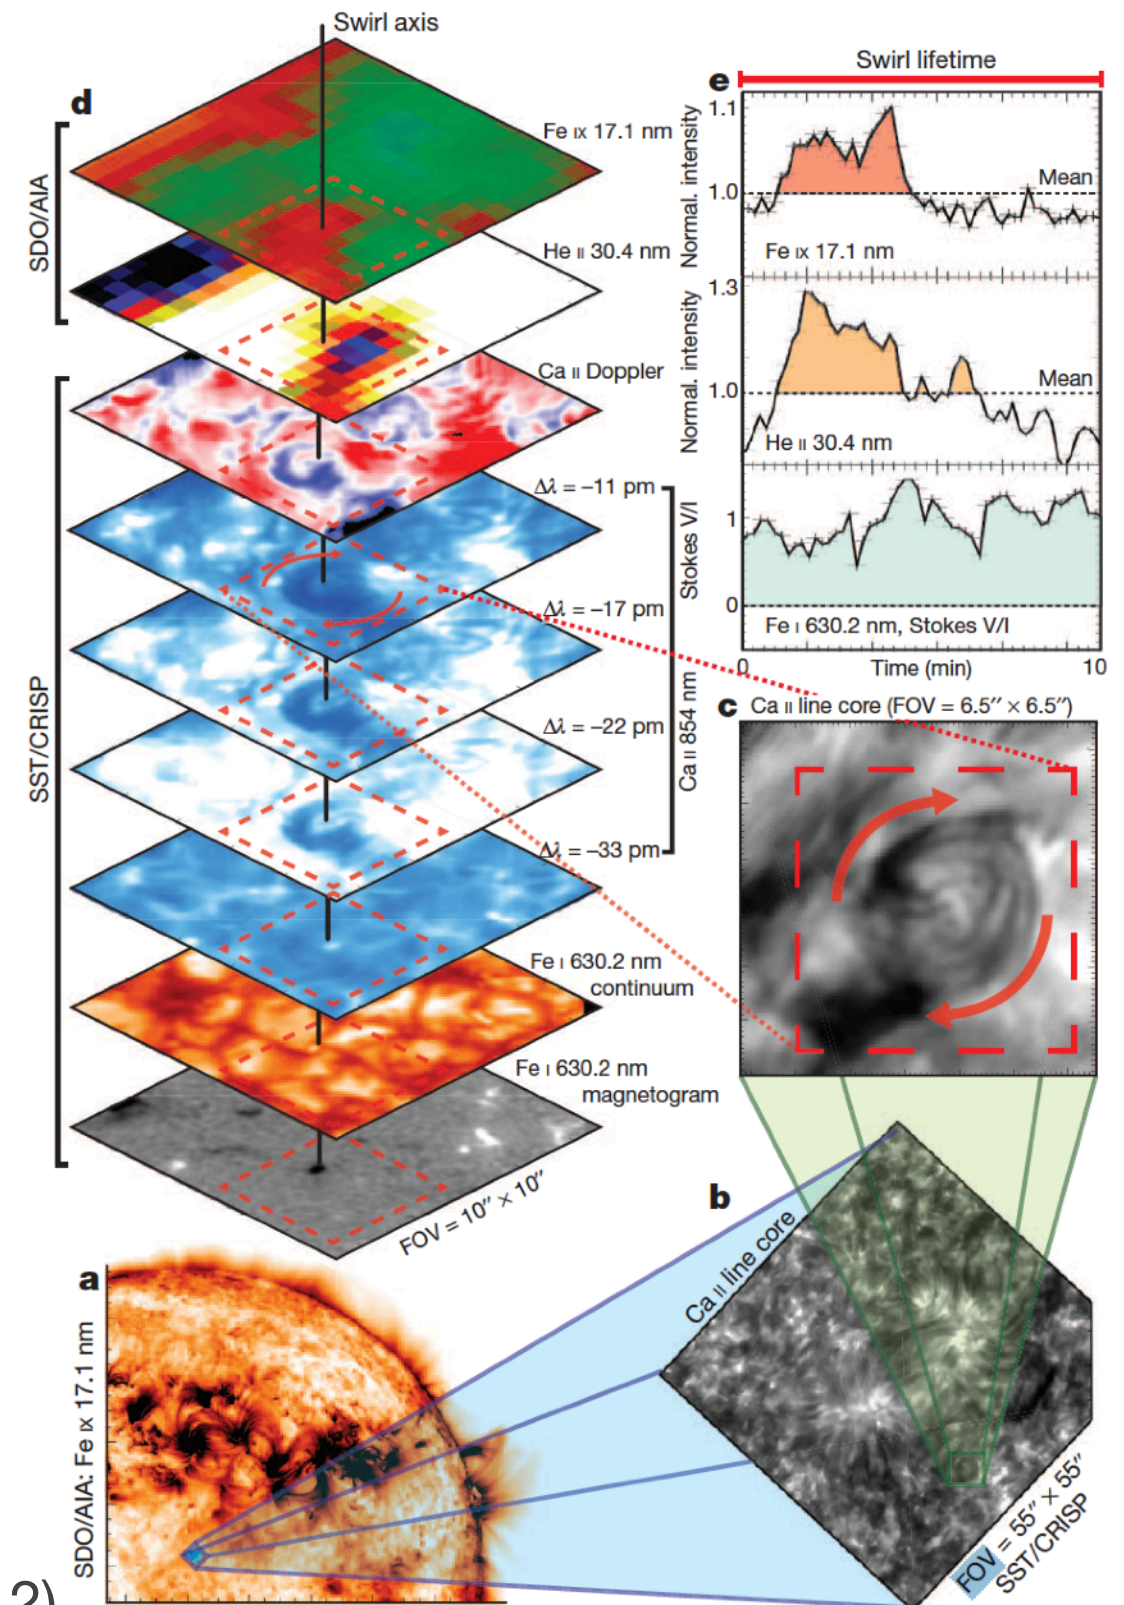 Swirl axis
d
SDO/AIA
Fe IX 17.1 nm
He II 30.4 nm
Ca II Doppler
SST/CRISP
Δλ = –11 pm
Δλ = –17 pm
Δλ = –22 pm
Δλ = –33 pm
Ca II 854 nm
Fe I 630.2 nm
continuum
Fe I 630.2 nm
magnetogram
FOV = 10″ × 10″
Swirl lifetime
e
Normal. intensity
1.1
1.0
Mean
Fe IX 17.1 nm
Normal. intensity
1.3
1.0
Mean
He II 30.4 nm
Stokes V/I
1
0
Fe I 630.2 nm, Stokes V/I
0
Time (min)
10
c
Ca II line core (FOV = 6.5″ × 6.5″)
b
Ca II line core
FOV = 55″ × 55″
SST/CRISP
a
SDO/AIA: Fe IX 17.1 nm
2)